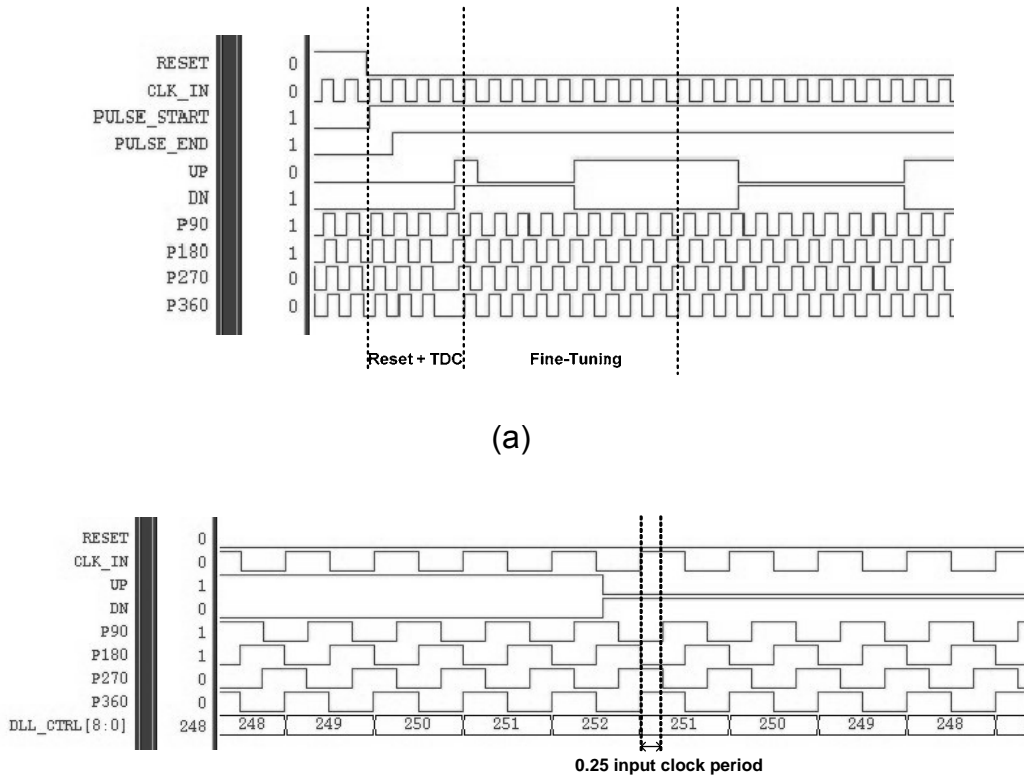 RESET 0
CLK_IN 0
PULSE_START 1
PULSE_END 1
UP 0
DN 1
P90 1
P180 1
P270 0
P360 0
Reset + TDC Fine-Tuning
(a)
RESET 0
CLK_IN 0
UP 1
DN 0
P90 1
P180 1
P270 0
P360 0
DLL_CTRL[8:0] 248 248 249 250 251 252 251 250 249 248
0.25 input clock period